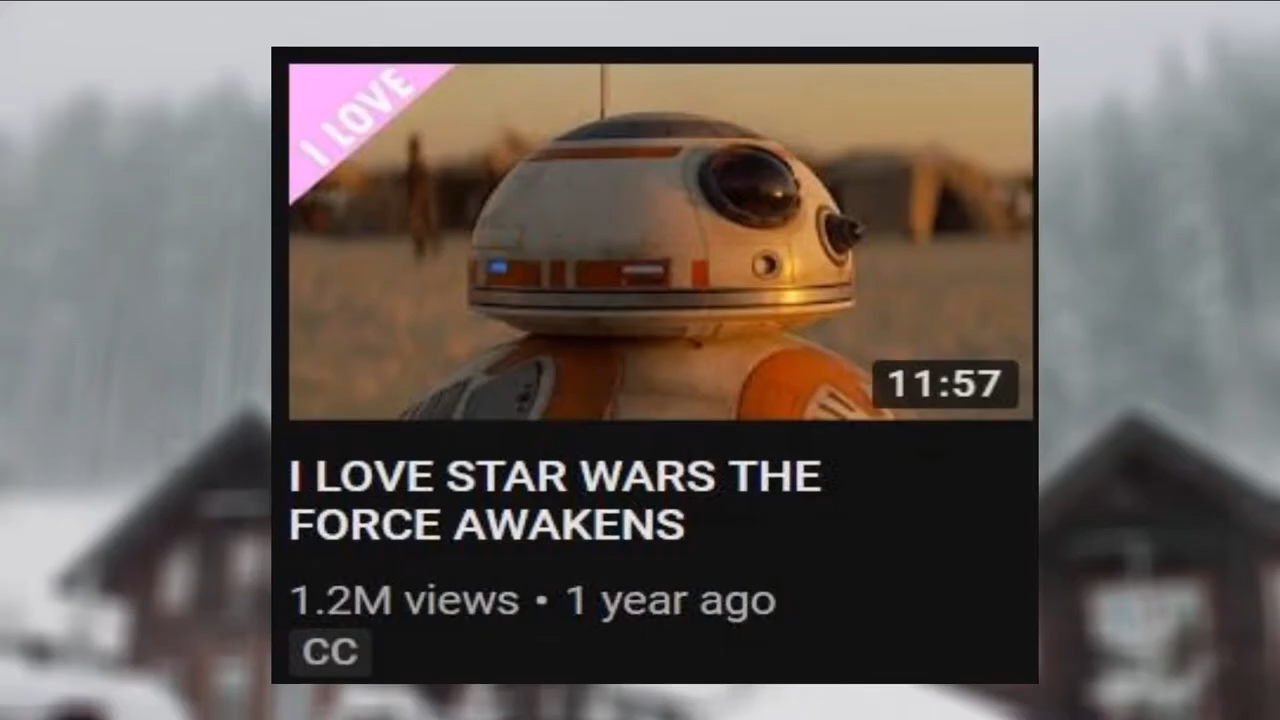 I LOVE
11:57
I LOVE STAR WARS THE
FORCE AWAKENS
1.2M views • 1 year ago
CC